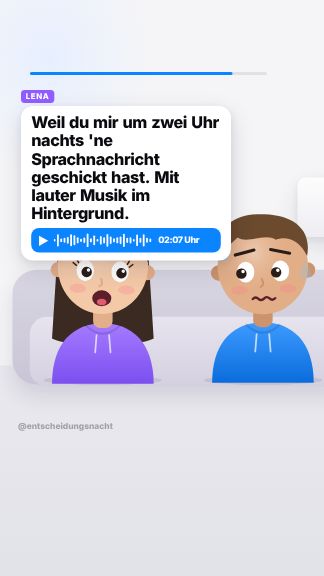 LENA
Weil du mir um zwei Uhr
nachts 'ne
Sprachnachricht
geschickt hast. Mit
lauter Musik im
Hintergrund.
02:07 Uhr
@entscheidungsnacht